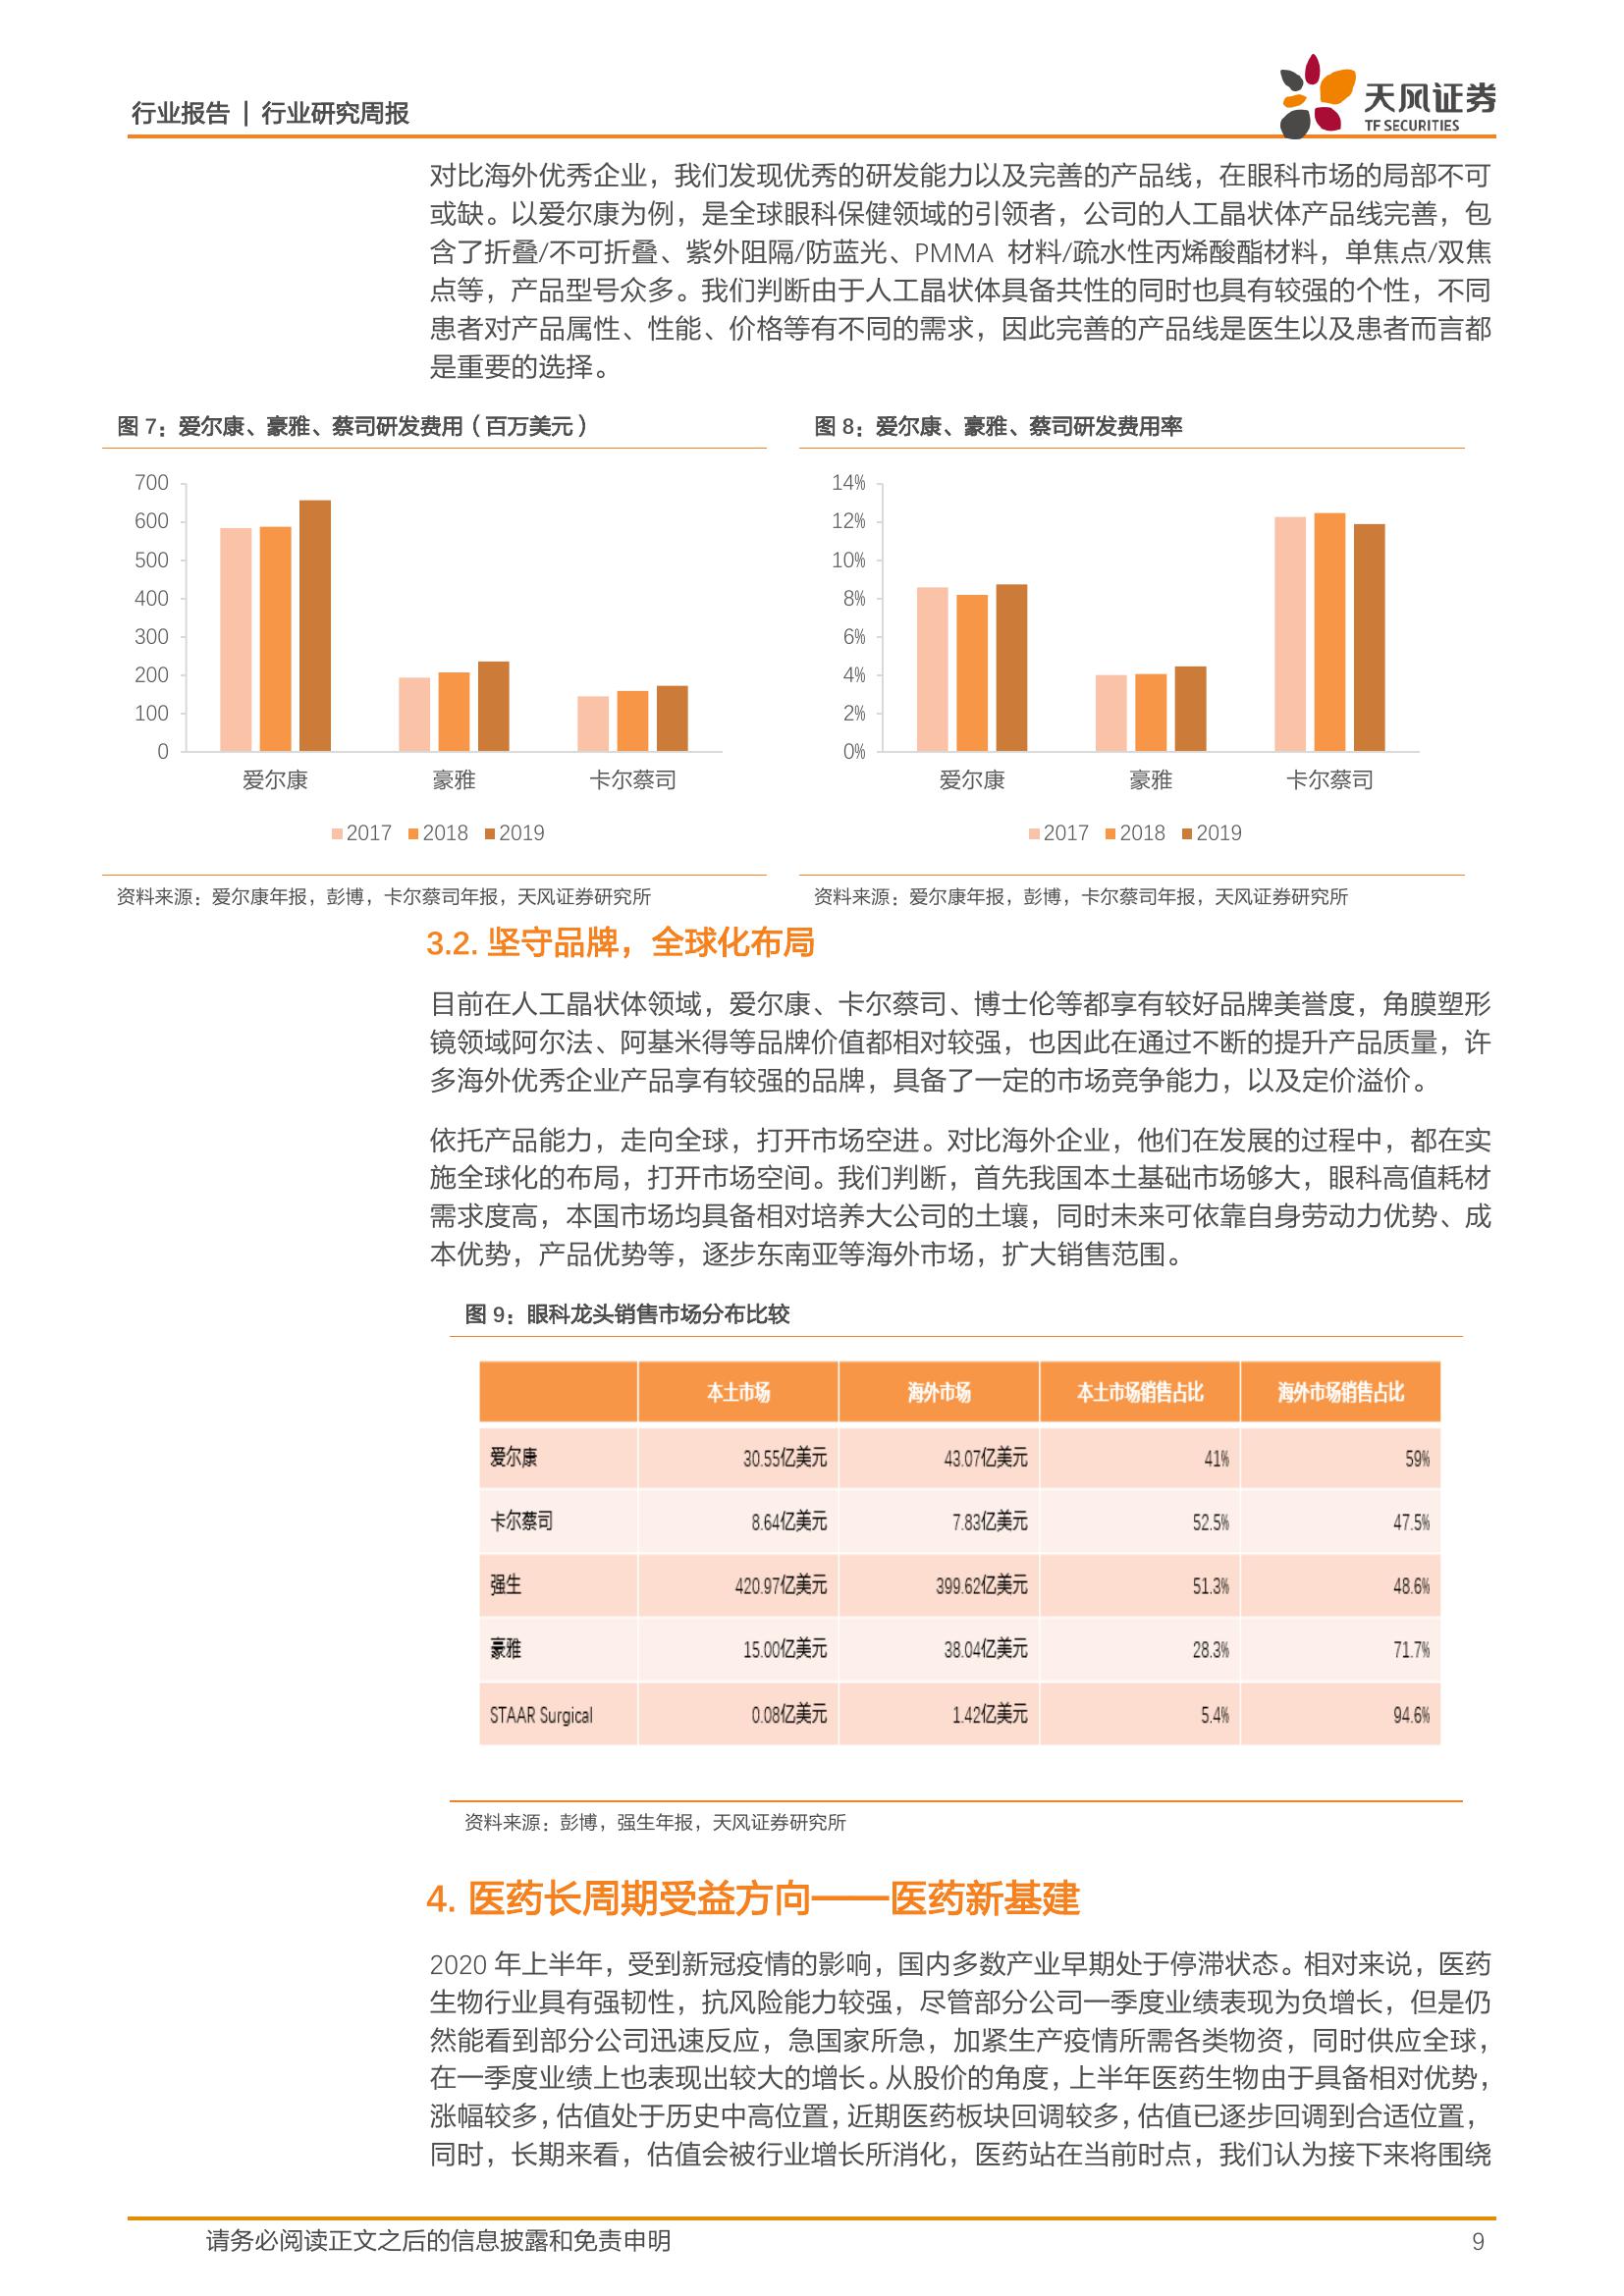 行业报告 | 行业研究周报
天风证券
TF SECURITIES
对比海外优秀企业，我们发现优秀的研发能力以及完善的产品线，在眼科市场的局部不可
或缺。以爱尔康为例，是全球眼科保健领域的引领者，公司的人工晶状体产品线完善，包
含了折叠/不可折叠、紫外阻隔/防蓝光、PMMA 材料/疏水性丙烯酸酯材料，单焦点/双焦
点等，产品型号众多。我们判断由于人工晶状体具备共性的同时也具有较强的个性，不同
患者对产品属性、性能、价格等有不同的需求，因此完善的产品线是医生以及患者而言都
是重要的选择。
图 7：爱尔康、豪雅、蔡司研发费用（百万美元）
700
600
500
400
300
200
100
0
爱尔康 豪雅 卡尔蔡司
2017 2018 2019
资料来源：爱尔康年报，彭博，卡尔蔡司年报，天风证券研究所
图 8：爱尔康、豪雅、蔡司研发费用率
14%
12%
10%
8%
6%
4%
2%
0%
爱尔康 豪雅 卡尔蔡司
2017 2018 2019
资料来源：爱尔康年报，彭博，卡尔蔡司年报，天风证券研究所
3.2. 坚守品牌，全球化布局
目前在人工晶状体领域，爱尔康、卡尔蔡司、博士伦等都享有较好品牌美誉度，角膜塑形
镜领域阿尔法、阿基米得等品牌价值都相对较强，也因此在通过不断的提升产品质量，许
多海外优秀企业产品享有较强的品牌，具备了一定的市场竞争能力，以及定价溢价。
依托产品能力，走向全球，打开市场空进。对比海外企业，他们在发展的过程中，都在实
施全球化的布局，打开市场空间。我们判断，首先我国本土基础市场够大，眼科高值耗材
需求度高，本国市场均具备相对培养大公司的土壤，同时未来可依靠自身劳动力优势、成
本优势，产品优势等，逐步东南亚等海外市场，扩大销售范围。
图 9：眼科龙头销售市场分布比较
本土市场 海外市场 本土市场销售占比 海外市场销售占比
爱尔康 30.55亿美元 43.07亿美元 41% 59%
卡尔蔡司 8.64亿美元 7.83亿美元 52.5% 47.5%
强生 420.97亿美元 399.62亿美元 51.3% 48.6%
豪雅 15.00亿美元 38.04亿美元 28.3% 71.7%
STAAR Surgical 0.08亿美元 1.42亿美元 5.4% 94.6%
资料来源：彭博，强生年报，天风证券研究所
4. 医药长周期受益方向——医药新基建
2020 年上半年，受到新冠疫情的影响，国内多数产业早期处于停滞状态。相对来说，医药
生物行业具有强韧性，抗风险能力较强，尽管部分公司一季度业绩表现为负增长，但是仍
然能看到部分公司迅速反应，急国家所急，加紧生产疫情所需各类物资，同时供应全球，
在一季度业绩上也表现出较大的增长。从股价的角度，上半年医药生物由于具备相对优势，
涨幅较多，估值处于历史中高位置，近期医药板块回调较多，估值已逐步回调到合适位置，
同时，长期来看，估值会被行业增长所消化，医药站在当前时点，我们认为接下来将围绕
请务必阅读正文之后的信息披露和免责申明 9